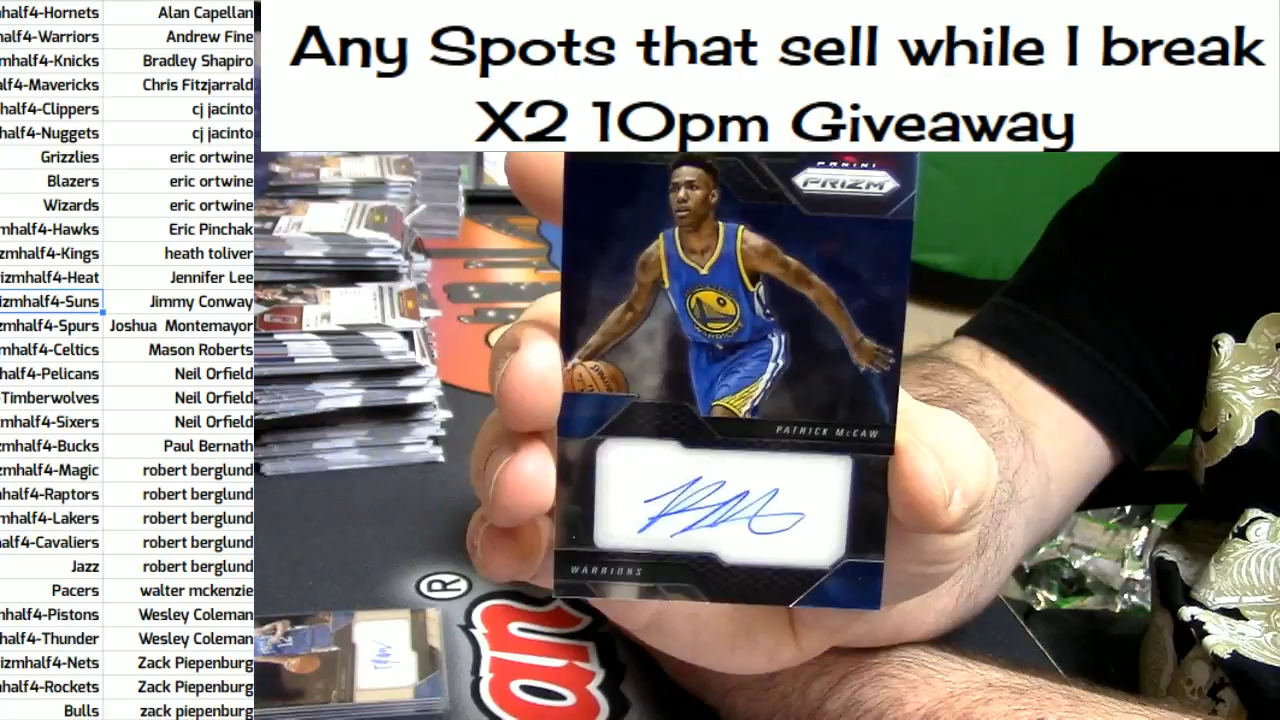 Any Spots that sell while I break
X2 10pm Giveaway
half4-Hornets Alan Capellan
alf4-Warriors Andrew Fine
mhalf4-Knicks Bradley Shapiro
alf4-Mavericks Chris Fitzjarrald
half4-Clippers cj jacinto
half4-Nuggets cj jacinto
Grizzlies eric ortwine
Blazers eric ortwine
Wizards eric ortwine
mhalf4-Hawks Eric Pinchak
zmhalf4-Kings heath toliver
izmhalf4-Heat Jennifer Lee
izmhalf4-Suns Jimmy Conway
zmhalf4-Spurs Joshua Montemayor
mhalf4-Celtics Mason Roberts
half4-Pelicans Neil Orfield
-Timberwolves Neil Orfield
mhalf4-Sixers Neil Orfield
mhalf4-Bucks Paul Bernath
zmhalf4-Magic robert berglund
half4-Raptors robert berglund
mhalf4-Lakers robert berglund
alf4-Cavaliers robert berglund
Jazz robert berglund
Pacers walter mckenzie
mhalf4-Pistons Wesley Coleman
half4-Thunder Wesley Coleman
izmhalf4-Nets Zack Piepenburg
half4-Rockets Zack Piepenburg
Bulls zack piepenburg
PANINI
PRIZM
WARRIORS
PATRICK McCAW
WARRIORS
®
an